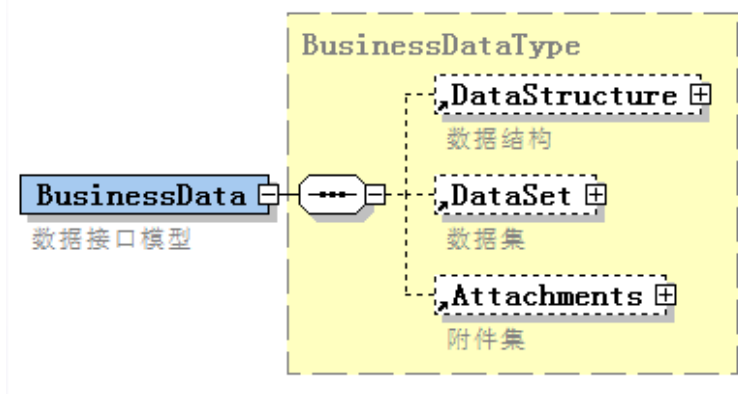 BusinessDataType
DataStructure
数据结构
BusinessData
数据接口模型
DataSet
数据集
Attachments
附件集